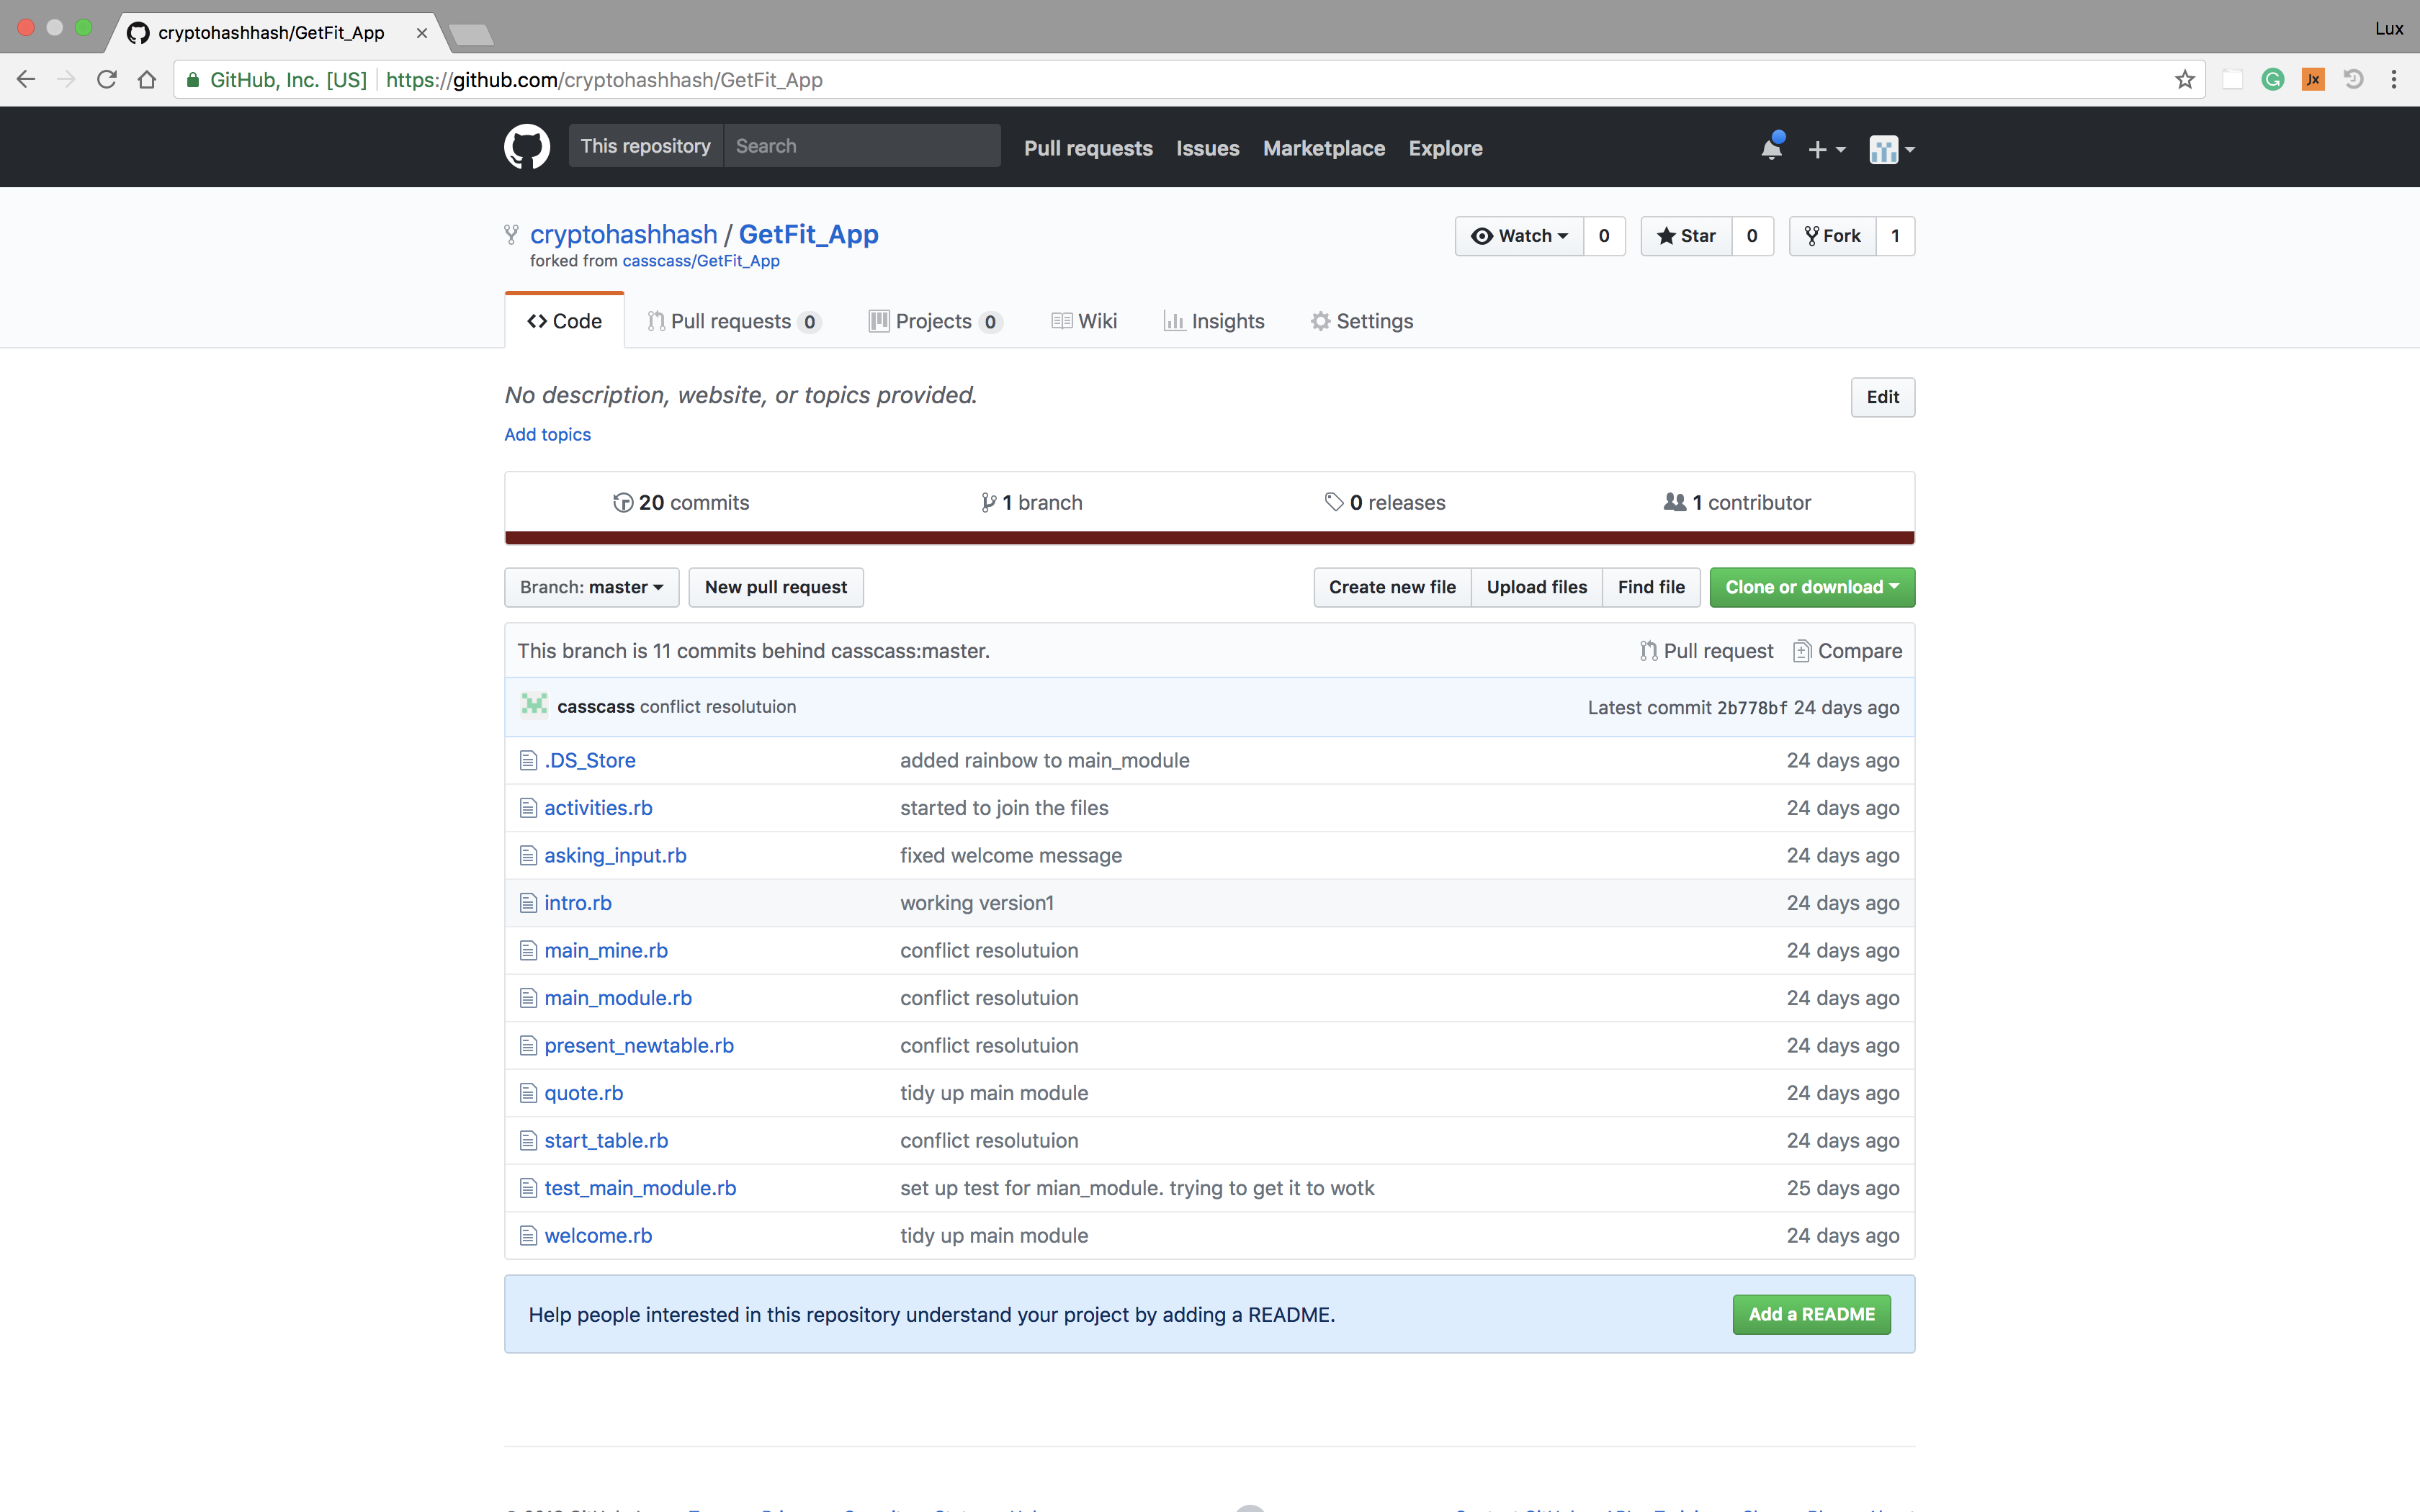 cryptohashhash/GetFit_App
Lux
GitHub, Inc. [US] https://github.com/cryptohashhash/GetFit_App
Jx
This repository Search Pull requests Issues Marketplace Explore
cryptohashhash / GetFit_App
forked from casscass/GetFit_App
Watch 0 Star 0 Fork 1
Code Pull requests 0 Projects 0 Wiki Insights Settings
No description, website, or topics provided.
Edit
Add topics
20 commits 1 branch 0 releases 1 contributor
Branch: master New pull request Create new file Upload files Find file Clone or download
This branch is 11 commits behind casscass:master. Pull request Compare
casscass conflict resolutuion Latest commit 2b778bf 24 days ago
.DS_Store added rainbow to main_module 24 days ago
activities.rb started to join the files 24 days ago
asking_input.rb fixed welcome message 24 days ago
intro.rb working version1 24 days ago
main_mine.rb conflict resolutuion 24 days ago
main_module.rb conflict resolutuion 24 days ago
present_newtable.rb conflict resolutuion 24 days ago
quote.rb tidy up main module 24 days ago
start_table.rb conflict resolutuion 24 days ago
test_main_module.rb set up test for mian_module. trying to get it to wotk 25 days ago
welcome.rb tidy up main module 24 days ago
Help people interested in this repository understand your project by adding a README. Add a README